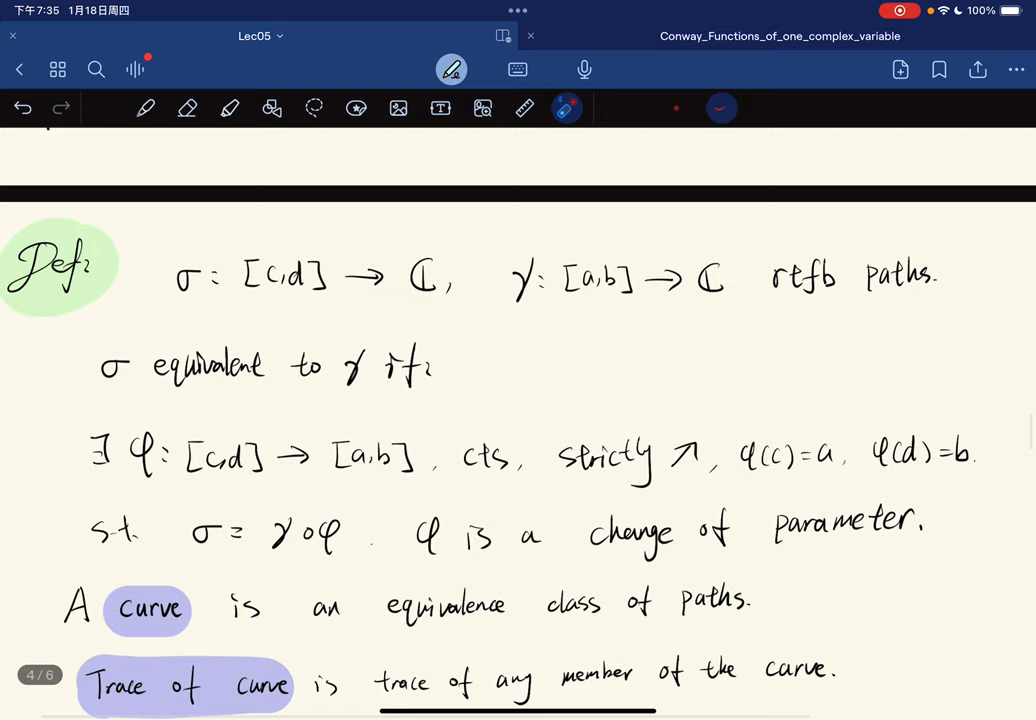 下午7:35 1月18日周四
100%
Lec05
Conway_Functions_of_one_complex_variable
Def:
σ: [c,d] → ℂ, γ: [a,b] → ℂ rtfb paths.
σ equivalent to γ if:
∃ φ: [c,d] → [a,b], cts, strictly ↗, φ(c)=a, φ(d)=b.
s.t. σ = γ∘φ. φ is a change of parameter.
A curve is an equivalence class of paths.
4/6
Trace of curve is trace of any member of the curve.